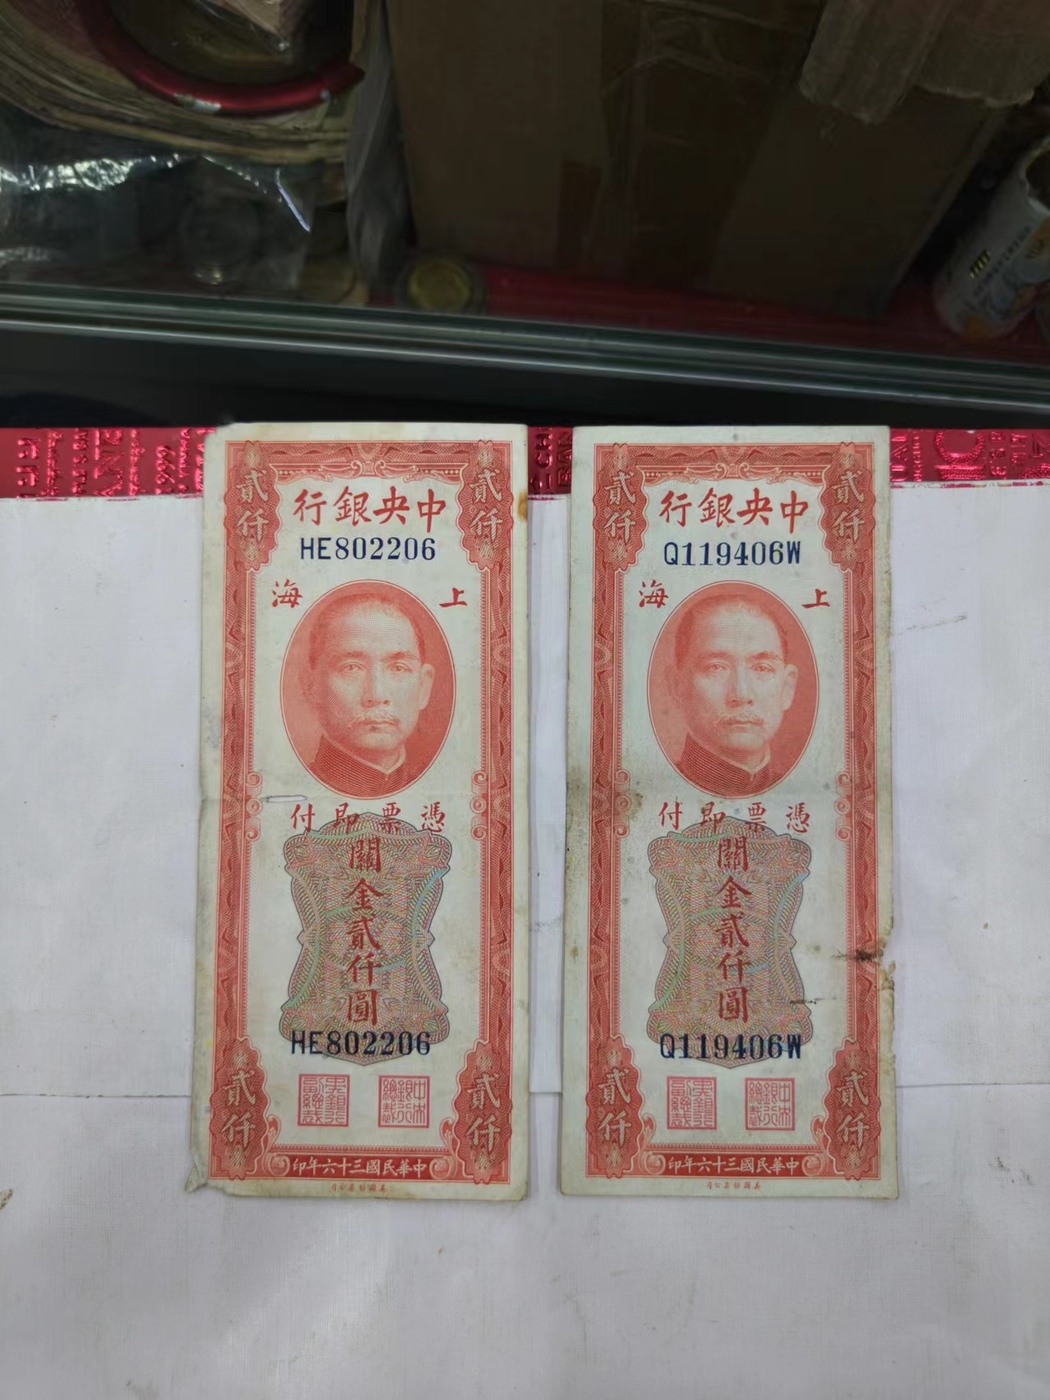 貳仟 貳仟
中央銀行
HE802206
上海
憑票即付
關金貳仟圓
HE802206
貳仟 貳仟
中華民國三十六年印
貳仟 貳仟
中央銀行
Q119406W
上海
憑票即付
關金貳仟圓
Q119406W
貳仟 貳仟
中華民國三十六年印